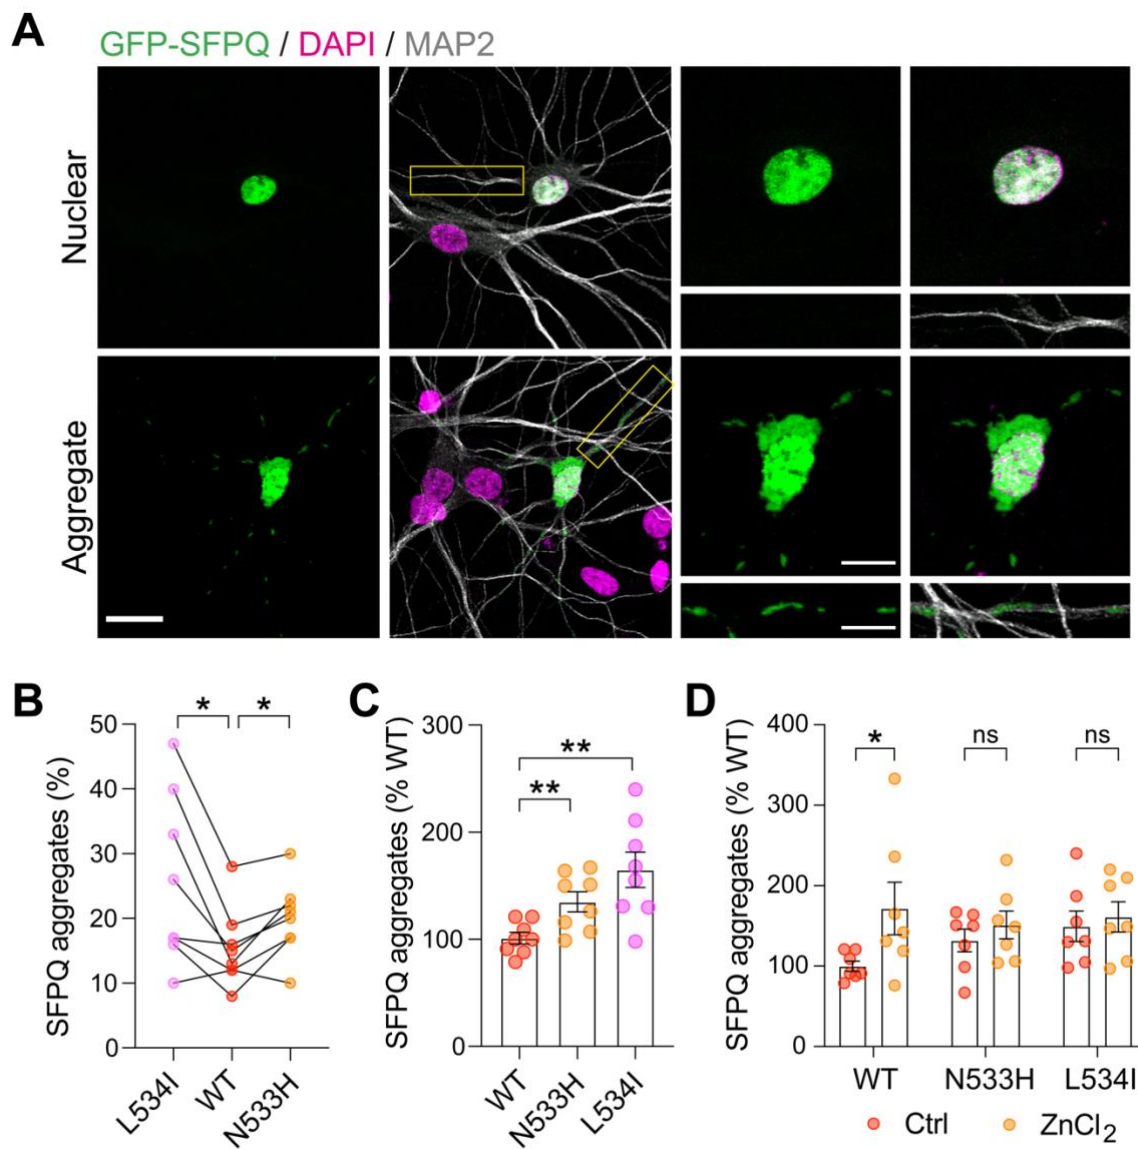 A
GFP-SFPQ / DAPI / MAP2
Nuclear
Aggregate
B
SFPQ aggregates (%)
50
40
30
20
10
0
* *
L534I WT N533H
C
SFPQ aggregates (% WT)
300
200
100
0
**
**
WT N533H L534I
D
SFPQ aggregates (% WT)
400
300
200
100
0
* ns ns
WT N533H L534I
Ctrl ZnCl₂